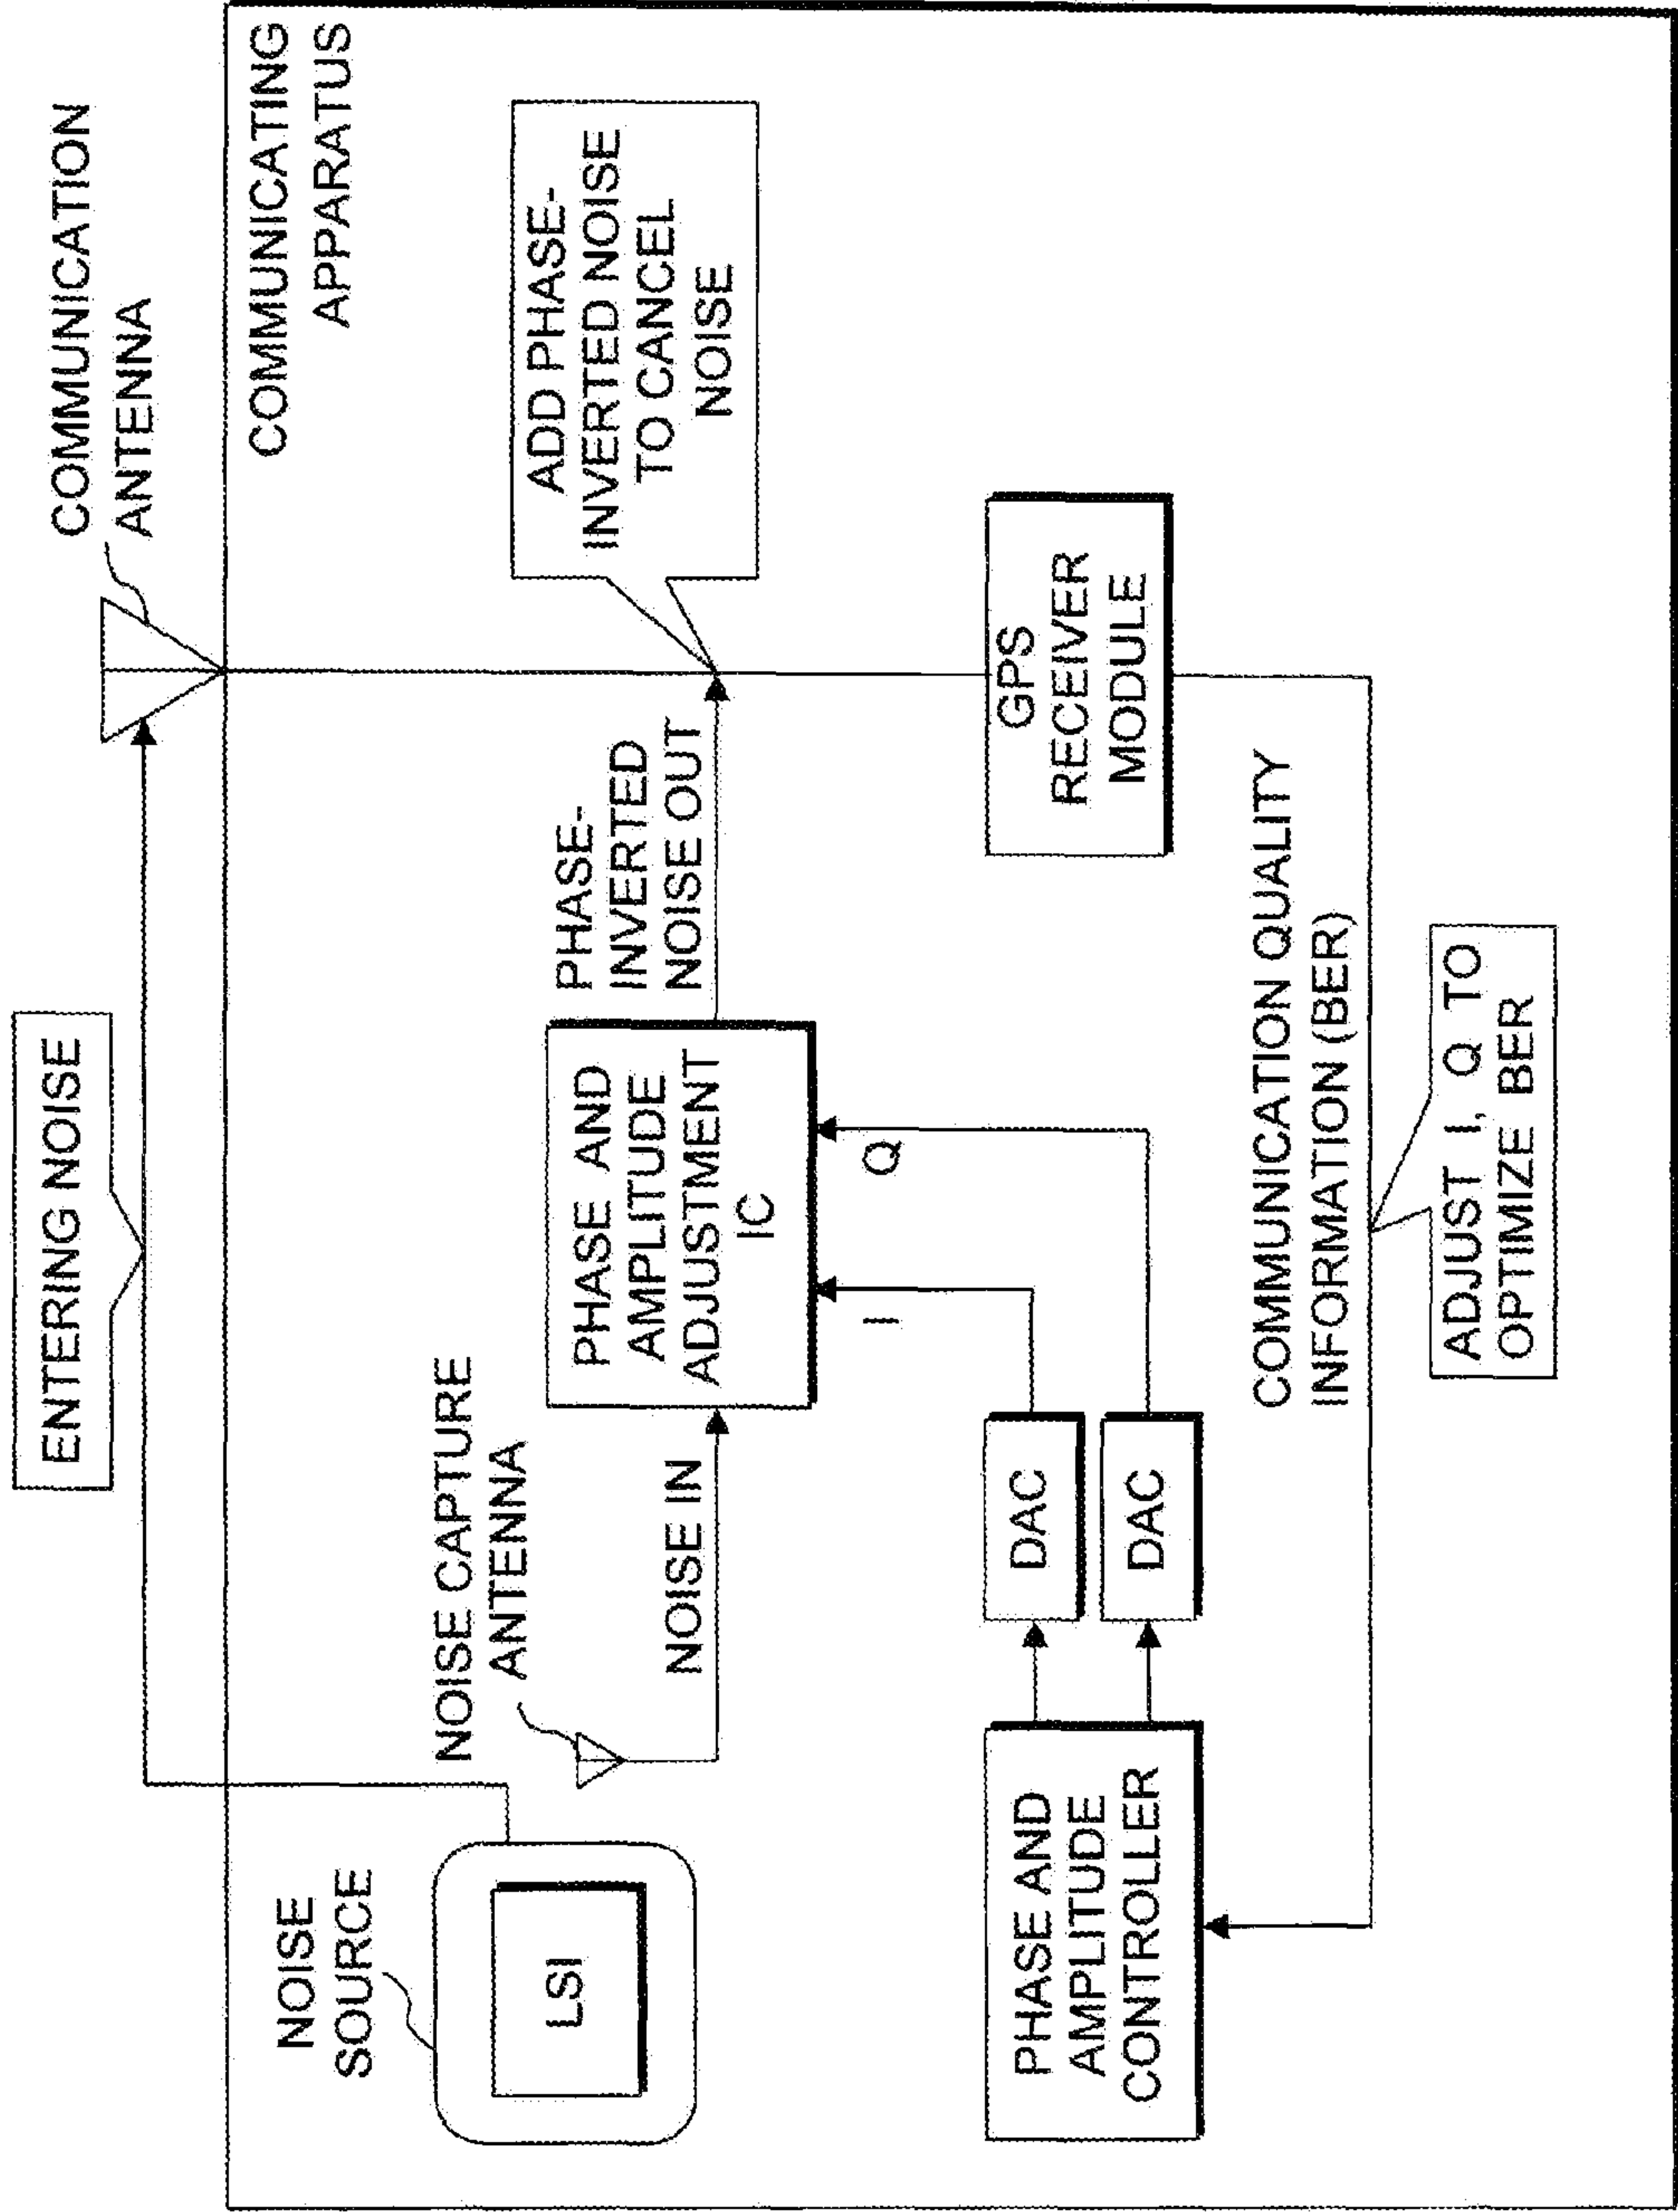 ENTERING NOISE
COMMUNICATION
ANTENNA
COMMUNICATING
APPARATUS
NOISE
SOURCE
LSI
NOISE CAPTURE
ANTENNA
NOISE IN
PHASE AND
AMPLITUDE
ADJUSTMENT
IC
PHASE-
INVERTED
NOISE OUT
ADD PHASE-
INVERTED NOISE
TO CANCEL
NOISE
I
Q
PHASE AND
AMPLITUDE
CONTROLLER
DAC
DAC
GPS
RECEIVER
MODULE
COMMUNICATION QUALITY
INFORMATION (BER)
ADJUST I, Q TO
OPTIMIZE BER